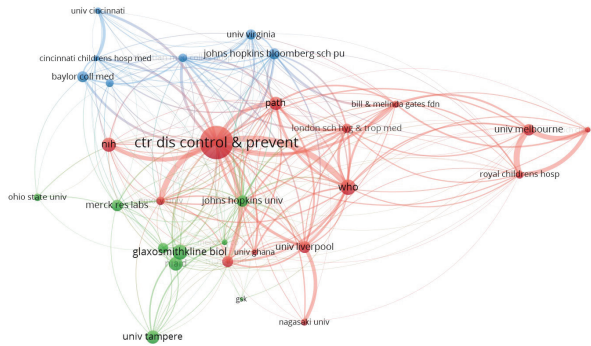 univ cincinnati
univ virginia
cincinnati childrens hosp med
johns hopkins bloomberg sch pu
baylor coll med
path
bill & melinda gates fdn
london sch hyg & trop med
univ melbourne
nih
ctr dis control & prevent
royal childrens hosp
who
ohio state univ
merck res labs
johns hopkins univ
glaxosmithkline biol
univ ghana
univ liverpool
gsk
nagasaki univ
univ tampere